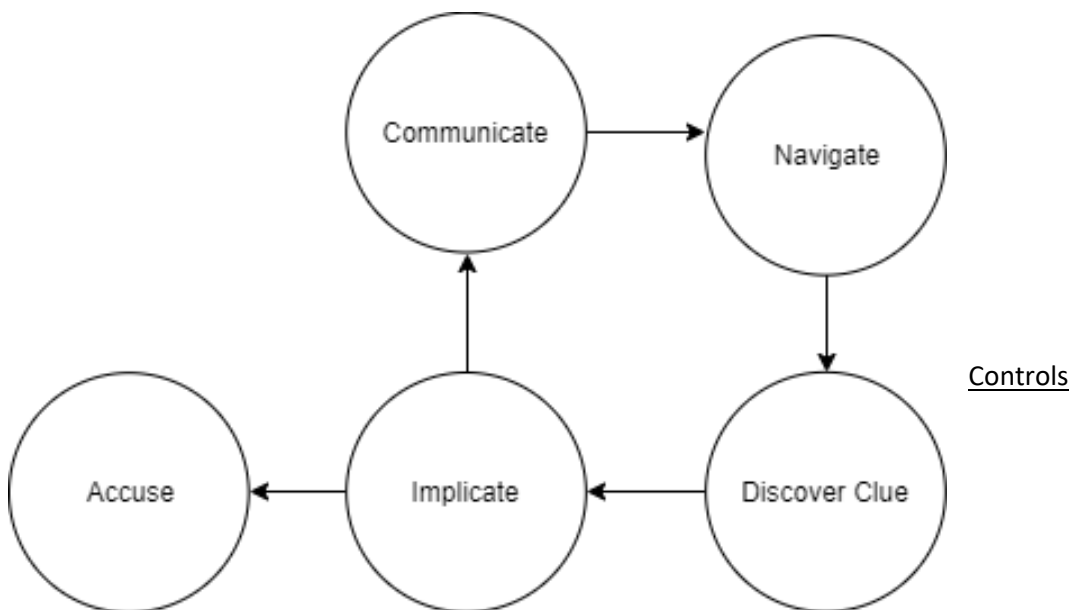 Communicate
Navigate
Controls
Accuse
Implicate
Discover Clue